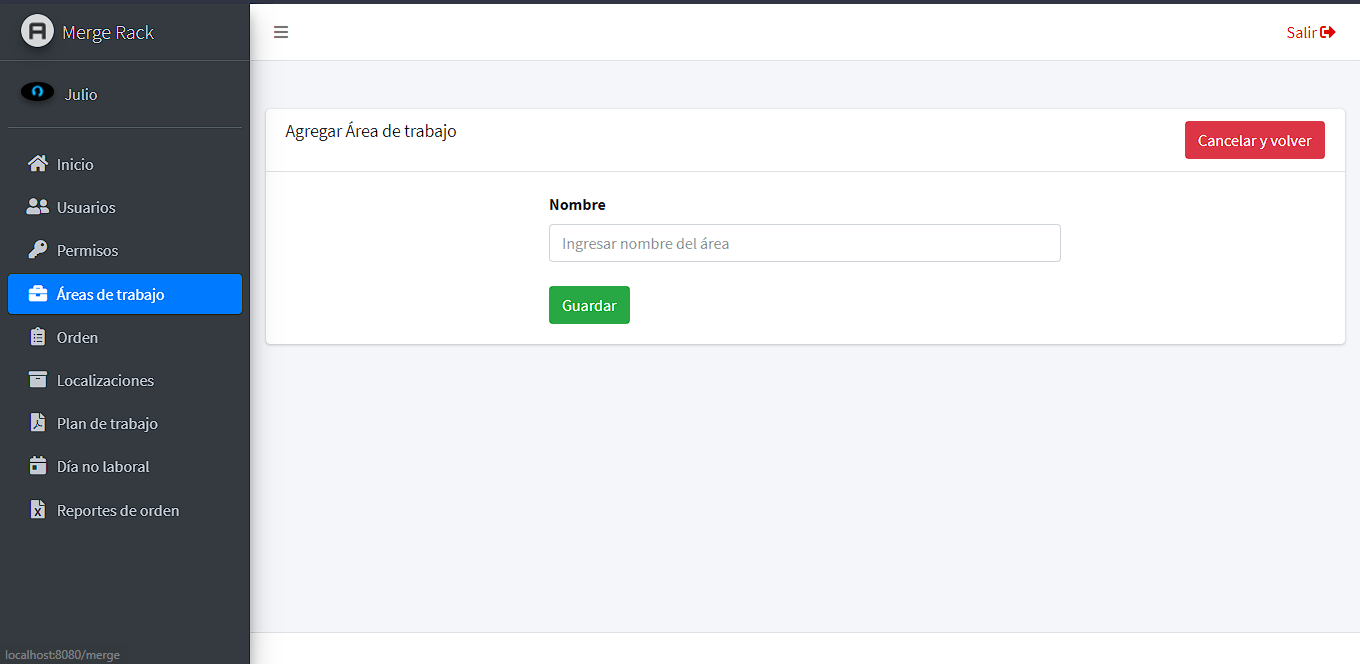 Merge Rack
Salir
Julio
Inicio
Usuarios
Permisos
Áreas de trabajo
Orden
Localizaciones
Plan de trabajo
Día no laboral
Reportes de orden
Agregar Área de trabajo
Cancelar y volver
Nombre
Ingresar nombre del área
Guardar
localhost:8080/merge